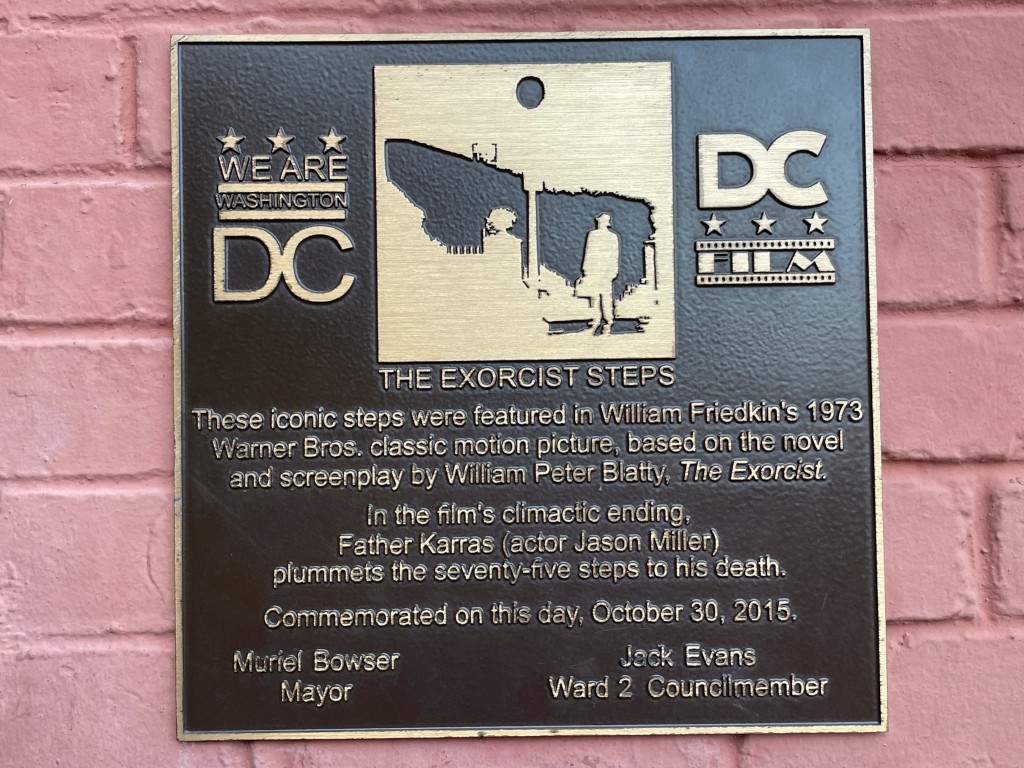 WE ARE
WASHINGTON
DC
DC
FILM
THE EXORCIST STEPS
These iconic steps were featured in William Friedkin's 1973
Warner Bros. classic motion picture, based on the novel
and screenplay by William Peter Blatty, The Exorcist.
In the film's climactic ending,
Father Karras (actor Jason Miller)
plummets the seventy-five steps to his death.
Commemorated on this day, October 30, 2015.
Muriel Bowser
Mayor
Jack Evans
Ward 2 Councilmember